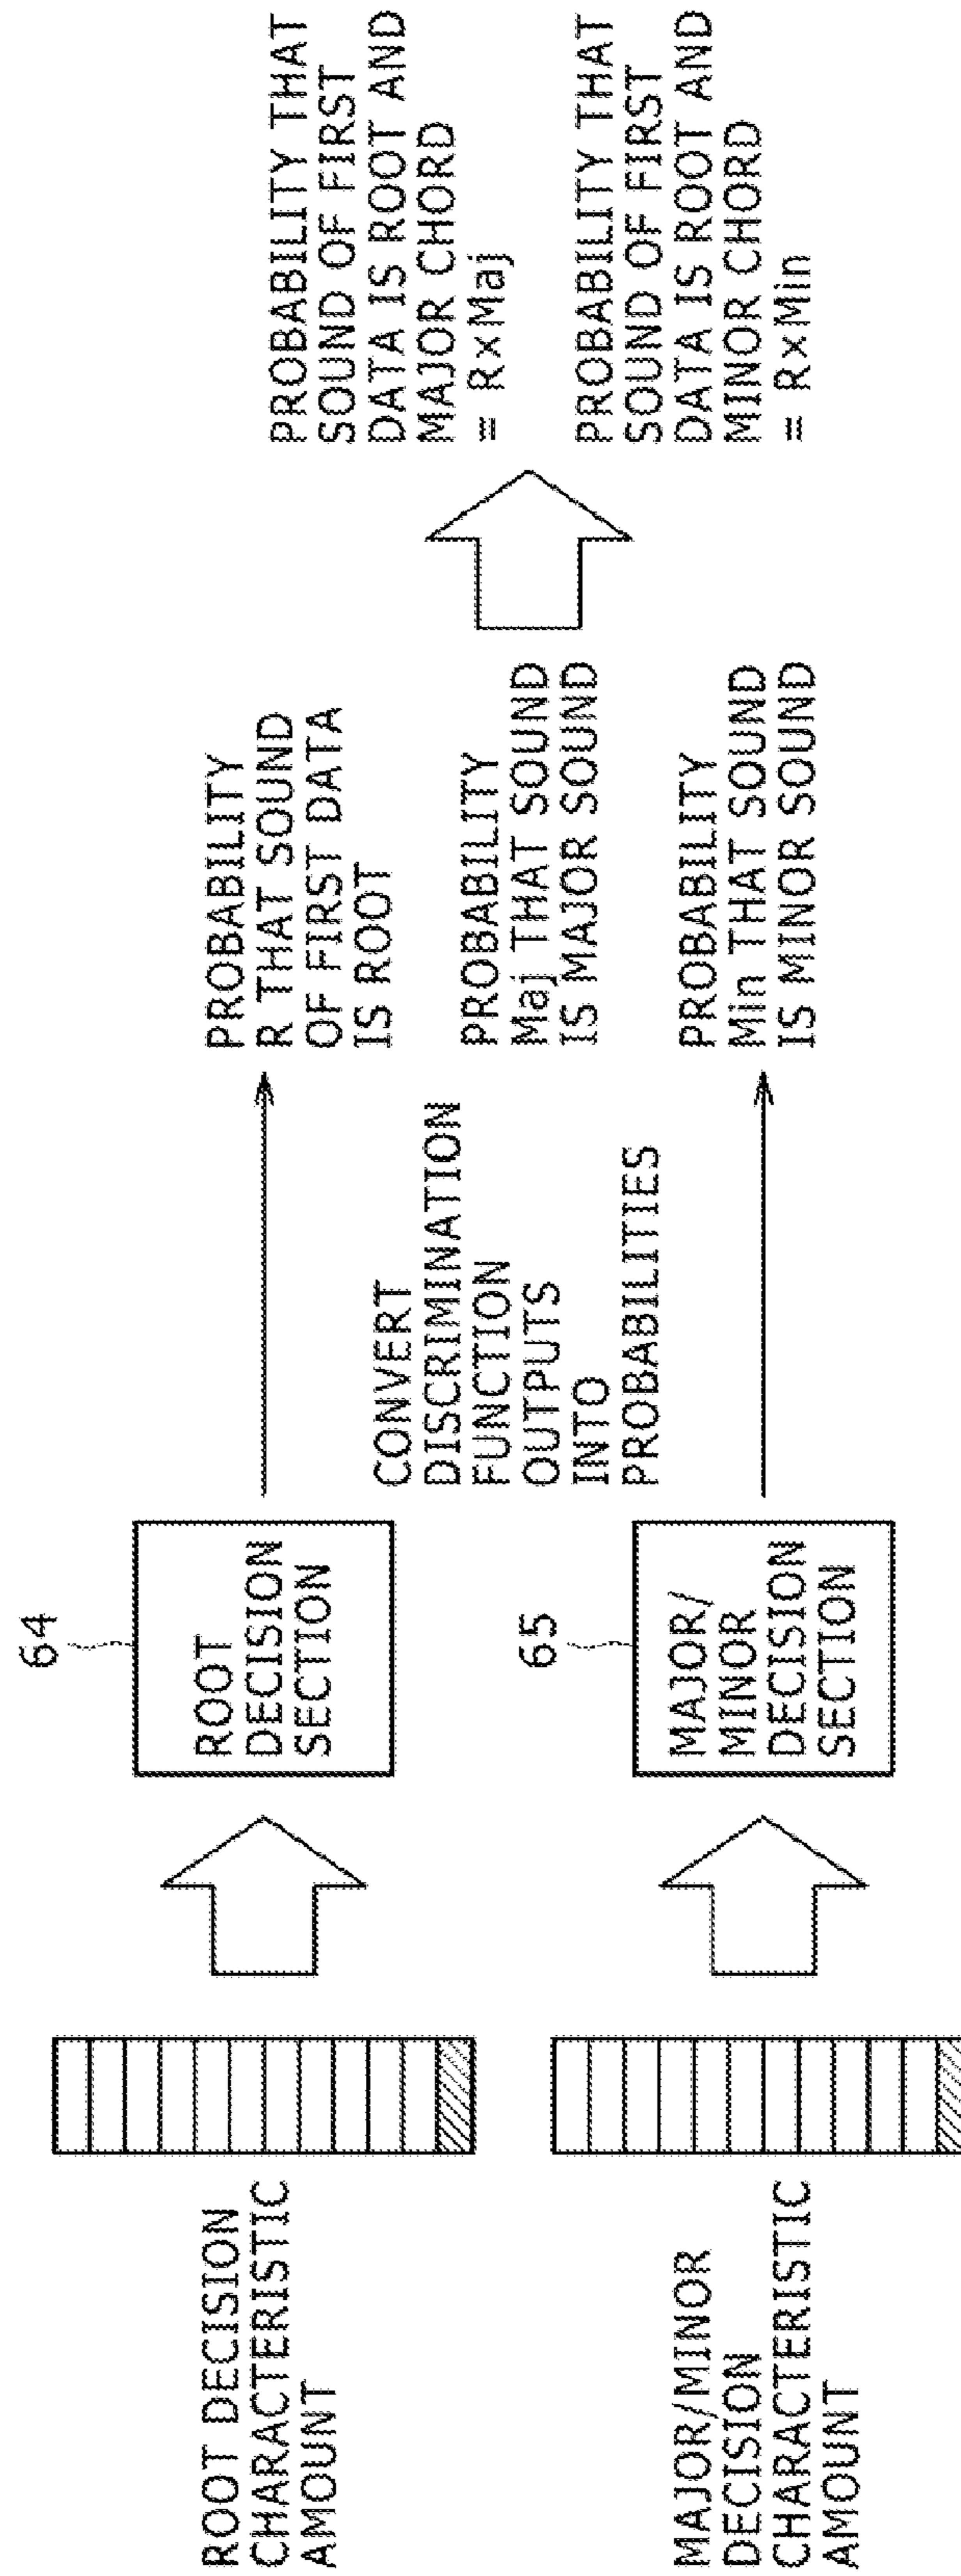 ROOT DECISION
CHARACTERISTIC
AMOUNT
64
ROOT
DECISION
SECTION
PROBABILITY
R THAT SOUND
OF FIRST DATA
IS ROOT
CONVERT
DISCRIMINATION
FUNCTION
OUTPUTS
INTO
PROBABILITIES
PROBABILITY
Maj THAT SOUND
IS MAJOR SOUND
MAJOR/MINOR
DECISION
CHARACTERISTIC
AMOUNT
65
MAJOR/
MINOR
DECISION
SECTION
PROBABILITY
Min THAT SOUND
IS MINOR SOUND
PROBABILITY THAT
SOUND OF FIRST
DATA IS ROOT AND
MAJOR CHORD
= R×Maj
PROBABILITY THAT
SOUND OF FIRST
DATA IS ROOT AND
MINOR CHORD
= R×Min